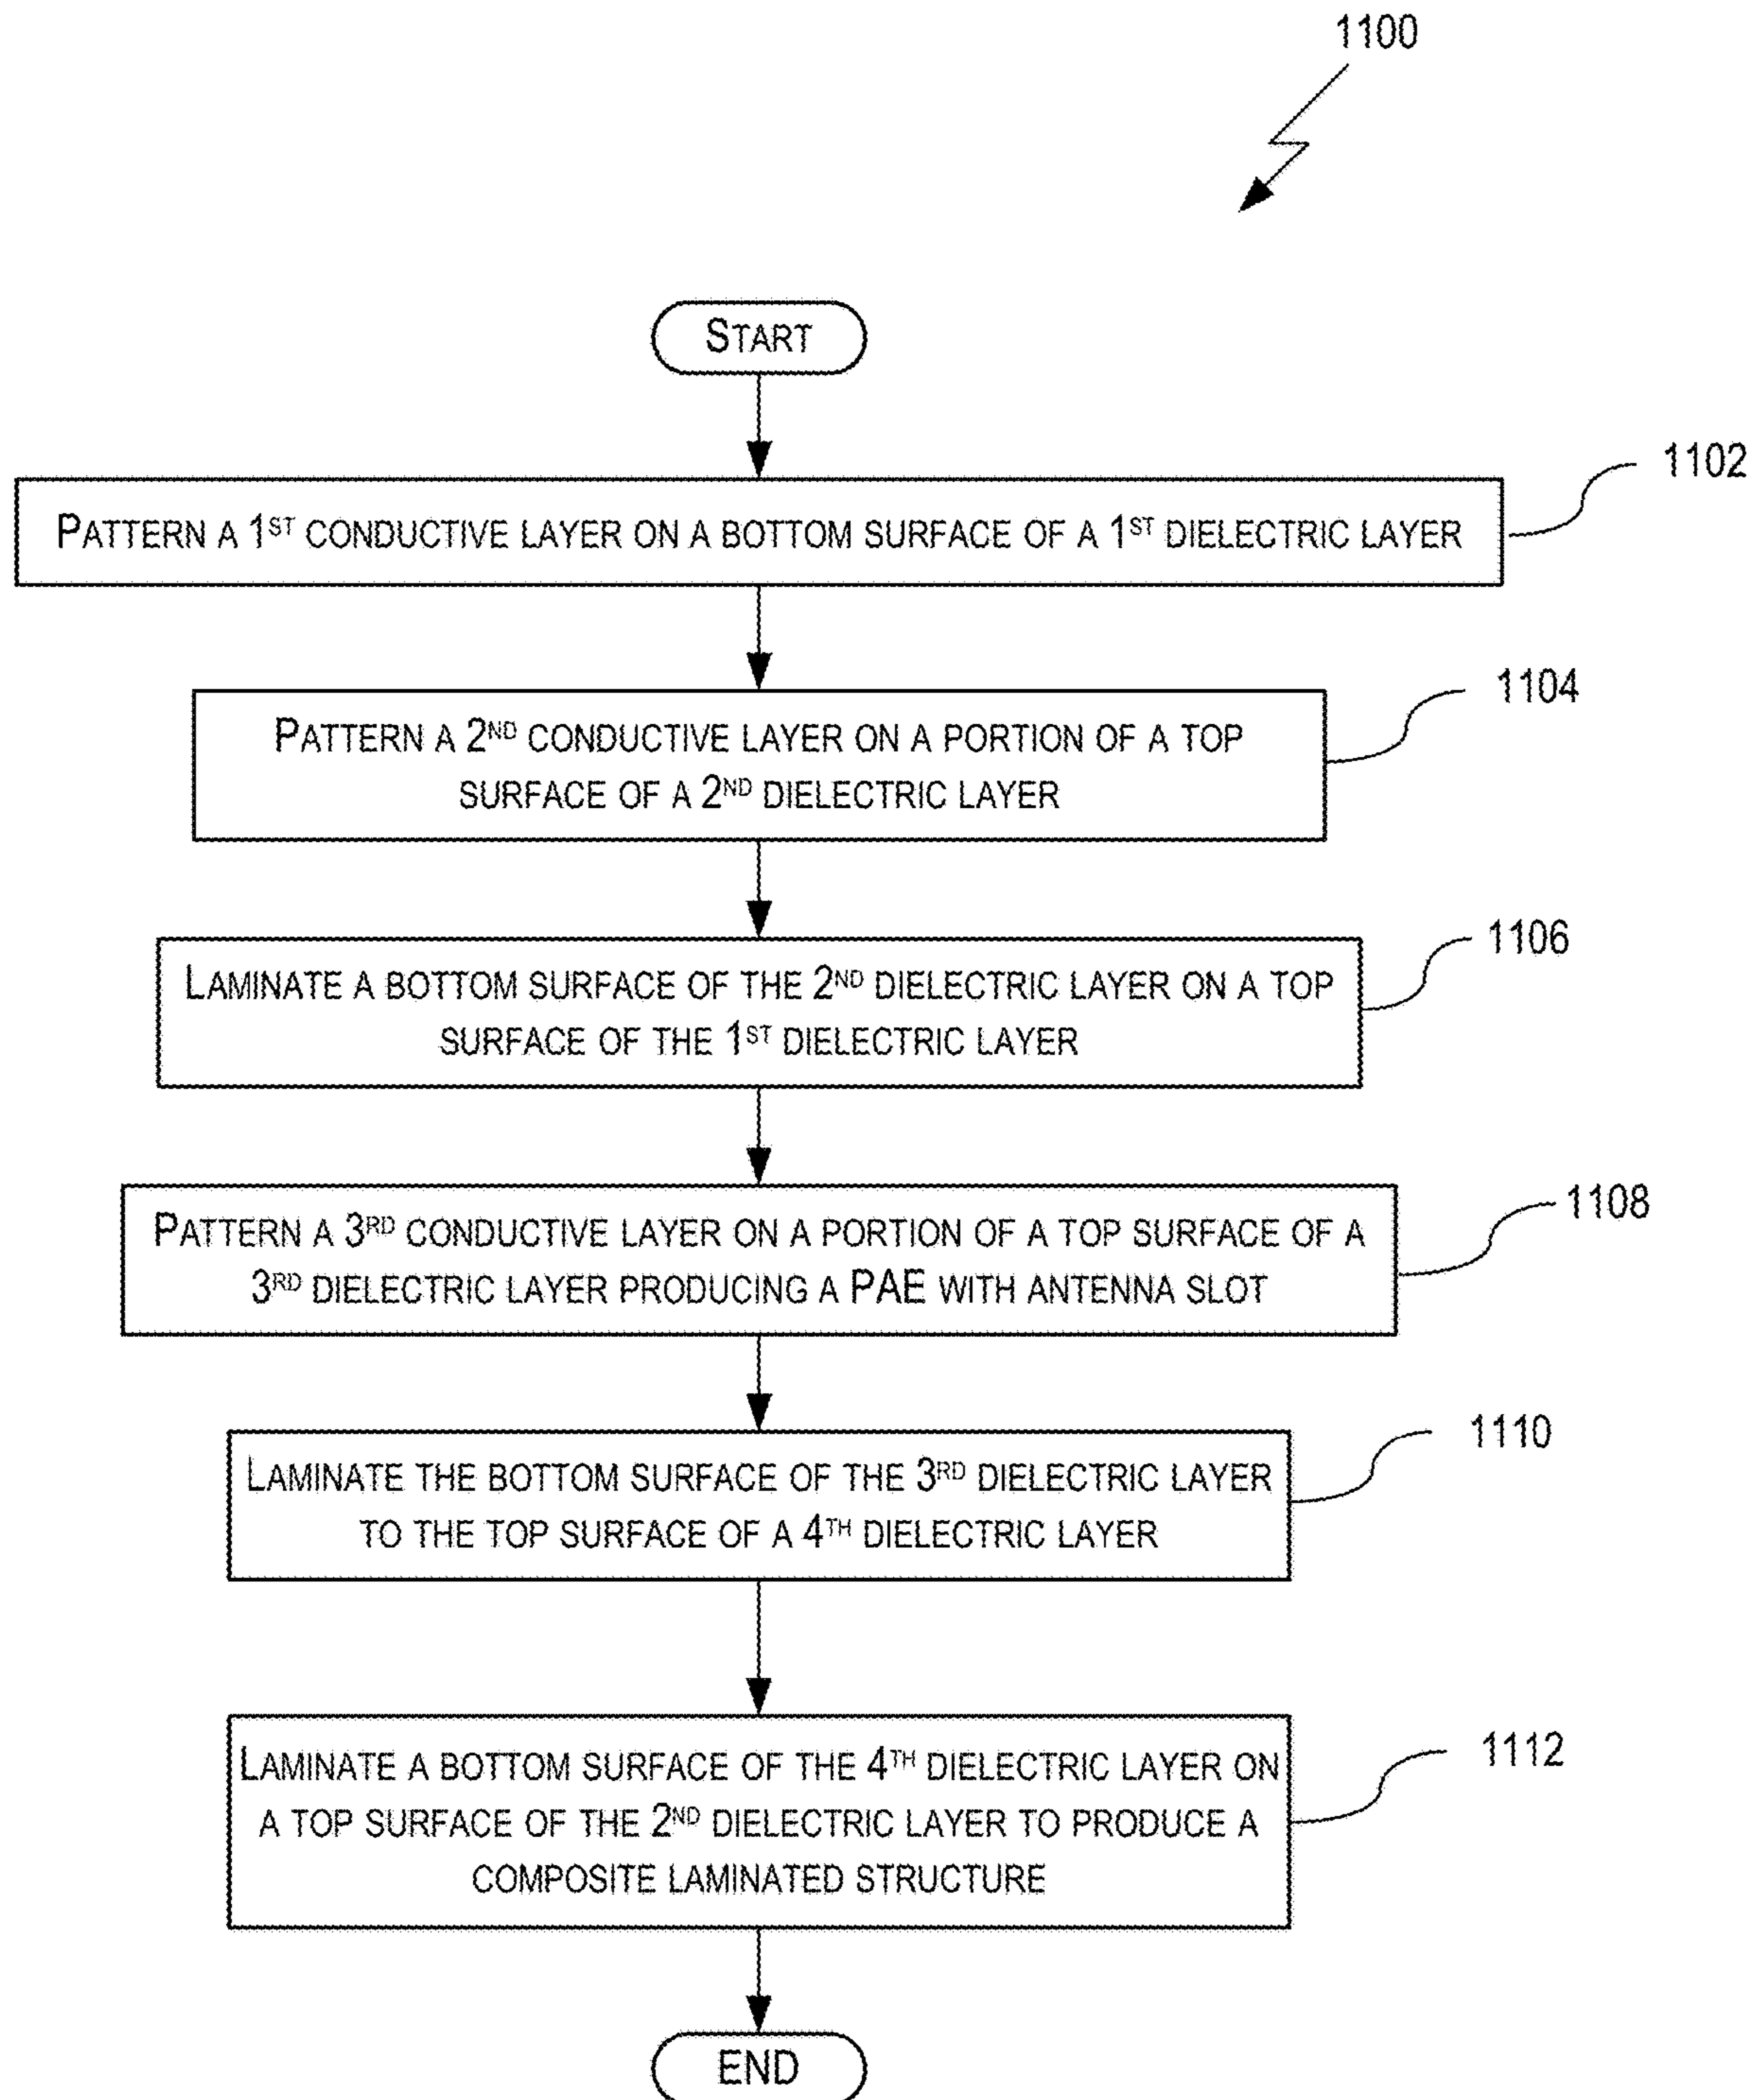 1100
START
PATTERN A 1ST CONDUCTIVE LAYER ON A BOTTOM SURFACE OF A 1ST DIELECTRIC LAYER
1102
PATTERN A 2ND CONDUCTIVE LAYER ON A PORTION OF A TOP
SURFACE OF A 2ND DIELECTRIC LAYER
1104
LAMINATE A BOTTOM SURFACE OF THE 2ND DIELECTRIC LAYER ON A TOP
SURFACE OF THE 1ST DIELECTRIC LAYER
1106
PATTERN A 3RD CONDUCTIVE LAYER ON A PORTION OF A TOP SURFACE OF A
3RD DIELECTRIC LAYER PRODUCING A PAE WITH ANTENNA SLOT
1108
LAMINATE THE BOTTOM SURFACE OF THE 3RD DIELECTRIC LAYER
TO THE TOP SURFACE OF A 4TH DIELECTRIC LAYER
1110
LAMINATE A BOTTOM SURFACE OF THE 4TH DIELECTRIC LAYER ON
A TOP SURFACE OF THE 2ND DIELECTRIC LAYER TO PRODUCE A
COMPOSITE LAMINATED STRUCTURE
1112
END